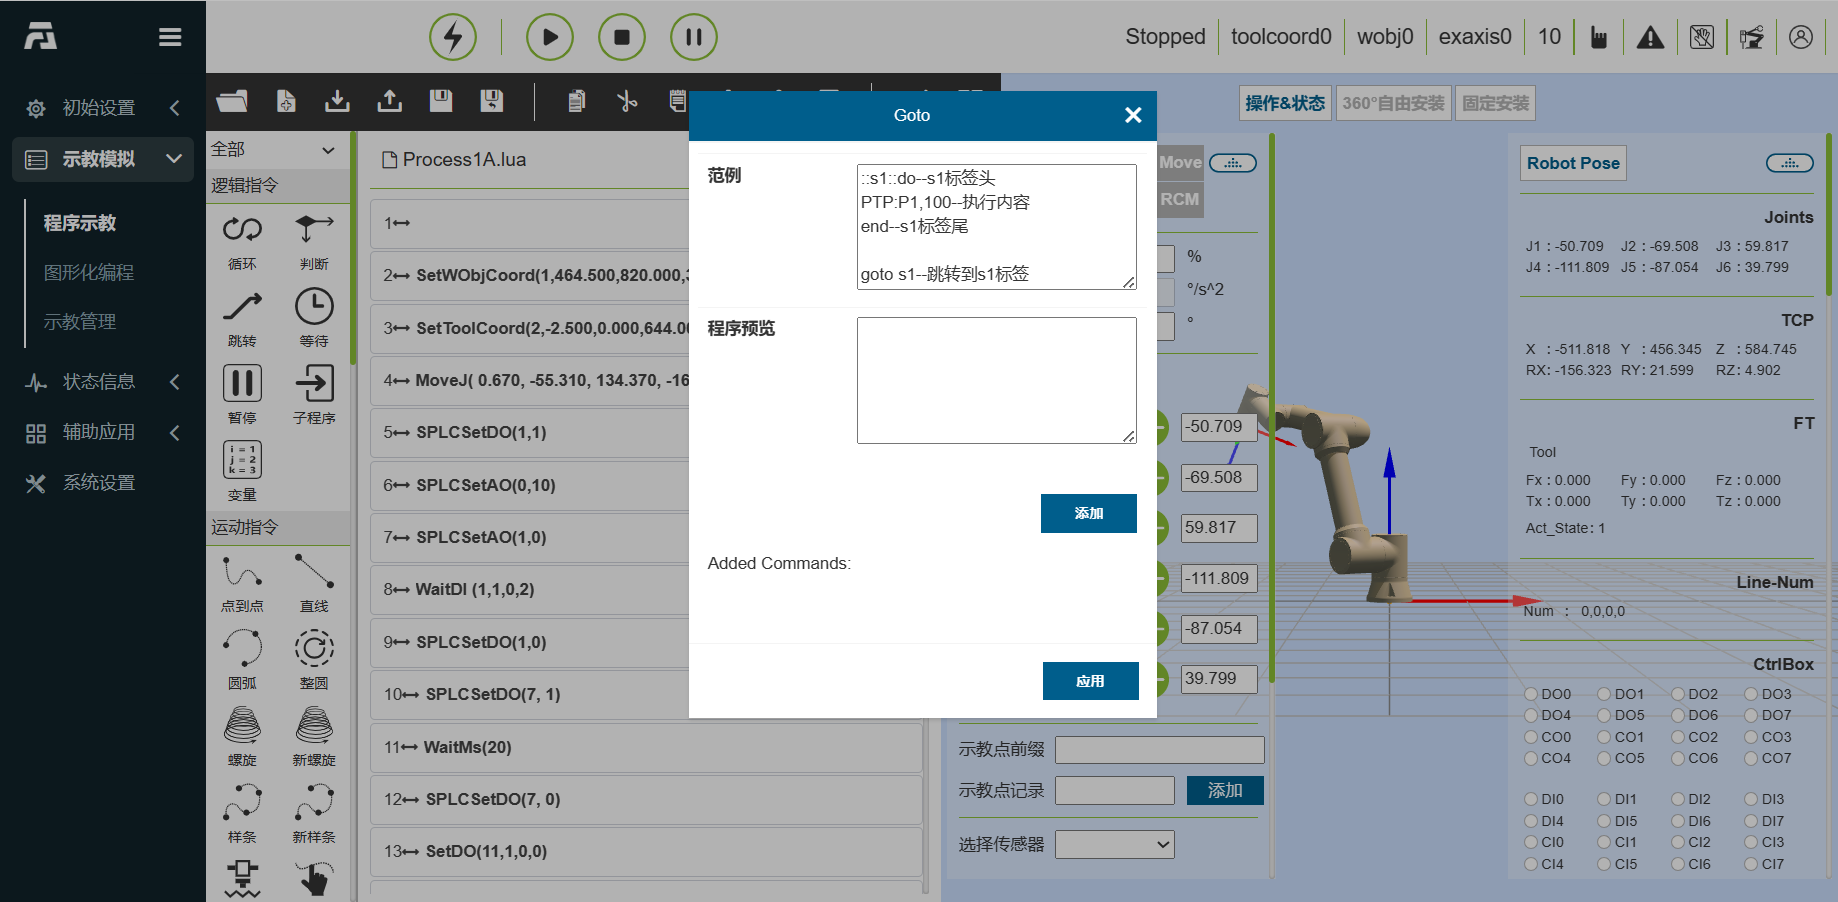 Stopped
toolcoord0
wobj0
exaxis0
10
初始设置
示教模拟
程序示教
图形化编程
示教管理
状态信息
辅助应用
系统设置
全部
逻辑指令
循环
判断
跳转
等待
暂停
子程序
i = 1
j = 2
k = 3
变量
运动指令
点到点
直线
圆弧
整圆
螺旋
新螺旋
样条
新样条
Process1A.lua
1
2 SetWObjCoord(1,464.500,820.000,
3 SetToolCoord(2,-2.500,0.000,644.00
4 MoveJ( 0.670, -55.310, 134.370, -16
5 SPLCSetDO(1,1)
6 SPLCSetAO(0,10)
7 SPLCSetAO(1,0)
8 WaitDI (1,1,0,2)
9 SPLCSetDO(1,0)
10 SPLCSetDO(7, 1)
11 WaitMs(20)
12 SPLCSetDO(7, 0)
13 SetDO(11,1,0,0)
Goto
范例
::s1::do--s1标签头
PTP:P1,100--执行内容
end--s1标签尾
goto s1--跳转到s1标签
程序预览
添加
Added Commands:
应用
操作&状态
360°自由安装
固定安装
Move
RCM
%
°/s^2
°
-50.709
-69.508
59.817
-111.809
-87.054
39.799
示教点前缀
示教点记录
添加
选择传感器
Robot Pose
Joints
J1 : -50.709 J2 : -69.508 J3 : 59.817
J4 : -111.809 J5 : -87.054 J6 : 39.799
TCP
X : -511.818 Y : 456.345 Z : 584.745
RX: -156.323 RY: 21.599 RZ: 4.902
FT
Tool
Fx : 0.000 Fy : 0.000 Fz : 0.000
Tx : 0.000 Ty : 0.000 Tz : 0.000
Act_State: 1
Line-Num
Num : 0,0,0,0
CtrlBox
DO0 DO1 DO2 DO3
DO4 DO5 DO6 DO7
CO0 CO1 CO2 CO3
CO4 CO5 CO6 CO7
DI0 DI1 DI2 DI3
DI4 DI5 DI6 DI7
CI0 CI1 CI2 CI3
CI4 CI5 CI6 CI7